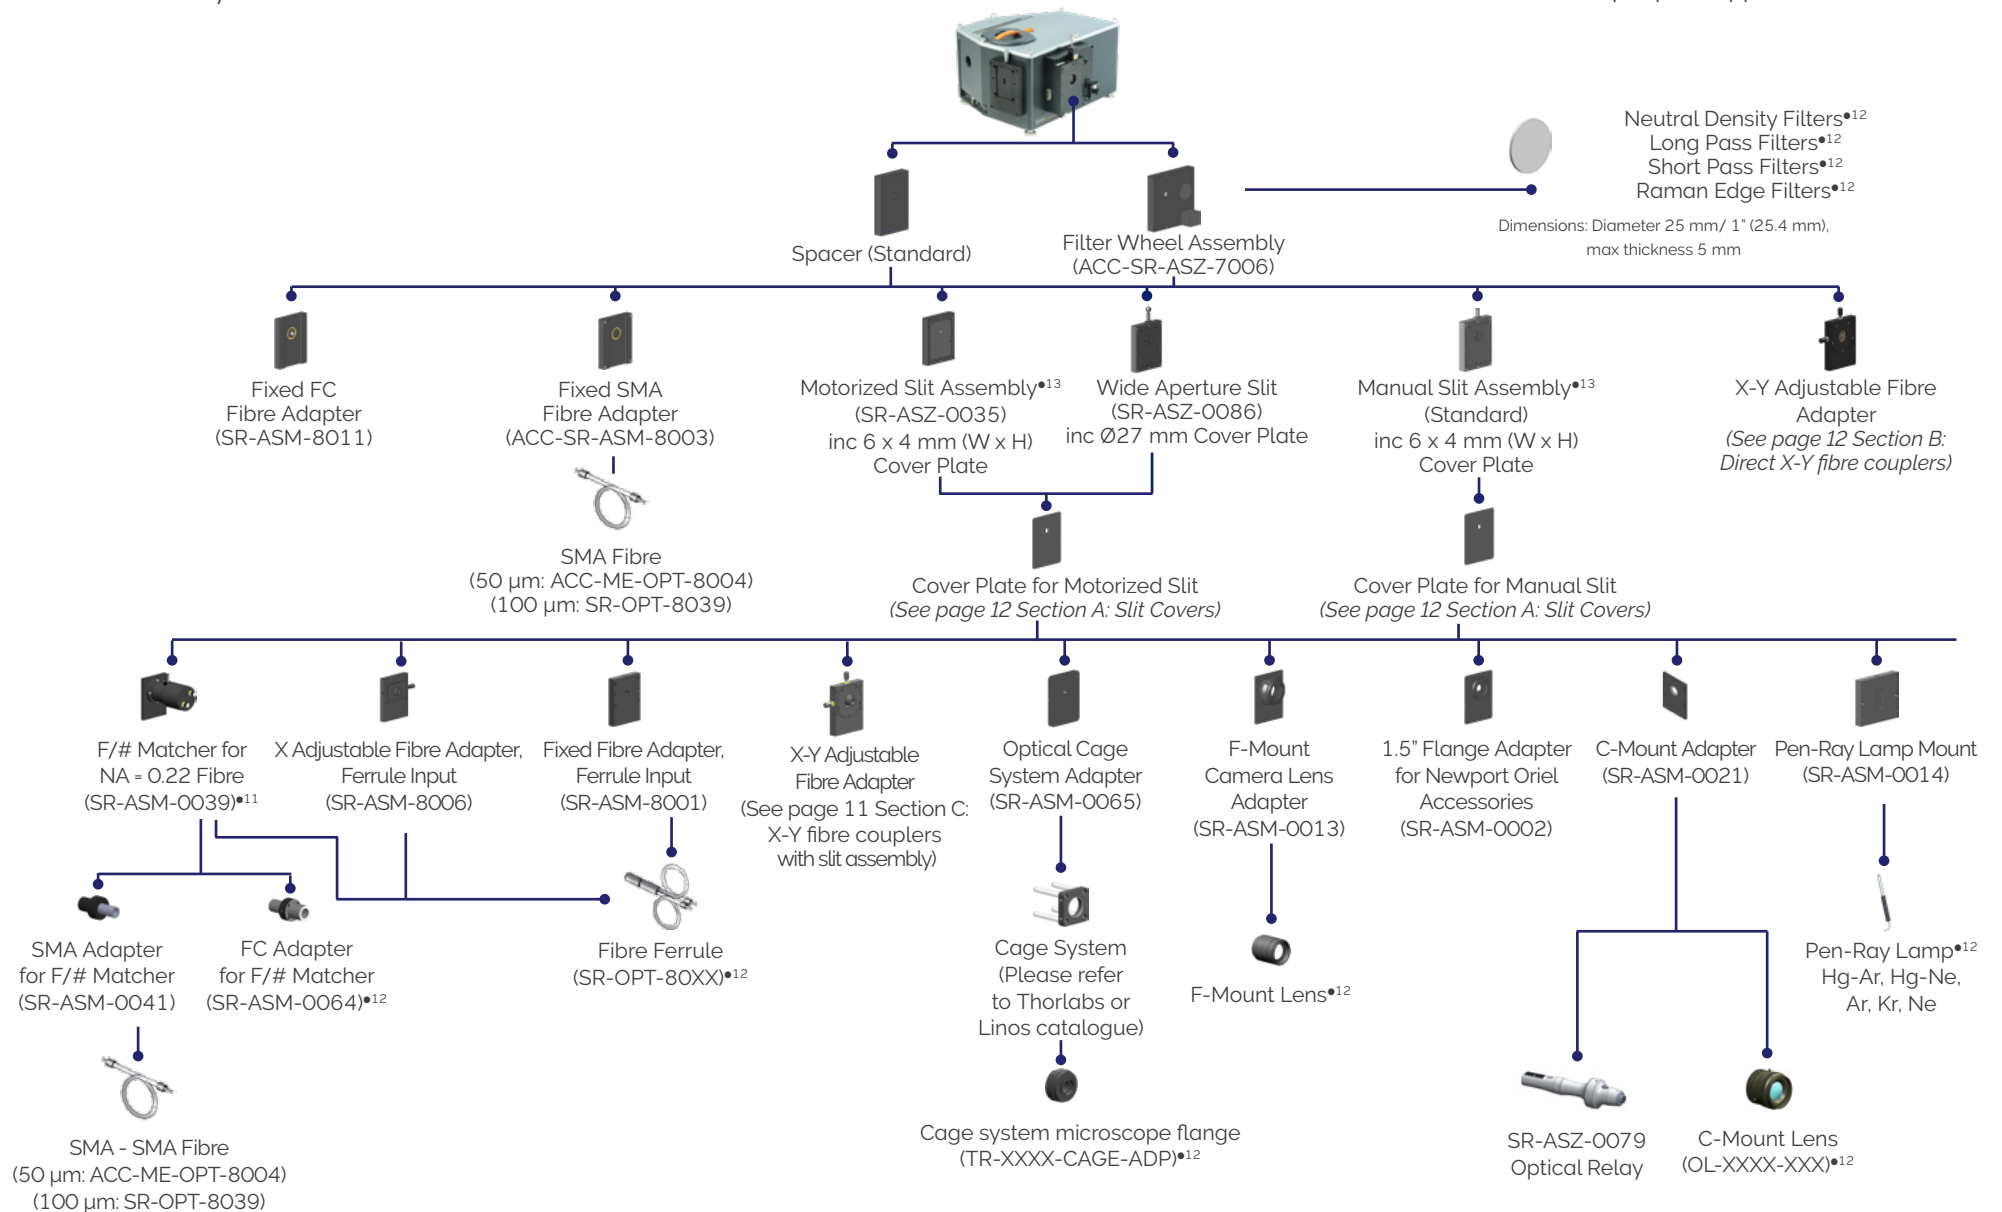 Neutral Density Filters●12
Long Pass Filters●12
Short Pass Filters●12
Raman Edge Filters●12
Dimensions: Diameter 25 mm/ 1" (25.4 mm),
max thickness 5 mm
Spacer (Standard)
Filter Wheel Assembly
(ACC-SR-ASZ-7006)
Fixed FC
Fibre Adapter
(SR-ASM-8011)
Fixed SMA
Fibre Adapter
(ACC-SR-ASM-8003)
Motorized Slit Assembly●13
(SR-ASZ-0035)
inc 6 x 4 mm (W x H)
Cover Plate
Wide Aperture Slit
(SR-ASZ-0086)
inc Ø27 mm Cover Plate
Manual Slit Assembly●13
(Standard)
inc 6 x 4 mm (W x H)
Cover Plate
X-Y Adjustable Fibre
Adapter
(See page 12 Section B:
Direct X-Y fibre couplers)
SMA Fibre
(50 µm: ACC-ME-OPT-8004)
(100 µm: SR-OPT-8039)
Cover Plate for Motorized Slit
(See page 12 Section A: Slit Covers)
Cover Plate for Manual Slit
(See page 12 Section A: Slit Covers)
F/# Matcher for
NA = 0.22 Fibre
(SR-ASM-0039)●11
X Adjustable Fibre Adapter,
Ferrule Input
(SR-ASM-8006)
Fixed Fibre Adapter,
Ferrule Input
(SR-ASM-8001)
X-Y Adjustable
Fibre Adapter
(See page 11 Section C:
X-Y fibre couplers
with slit assembly)
Optical Cage
System Adapter
(SR-ASM-0065)
F-Mount
Camera Lens
Adapter
(SR-ASM-0013)
1.5" Flange Adapter
for Newport Oriel
Accessories
(SR-ASM-0002)
C-Mount Adapter
(SR-ASM-0021)
Pen-Ray Lamp Mount
(SR-ASM-0014)
SMA Adapter
for F/# Matcher
(SR-ASM-0041)
FC Adapter
for F/# Matcher
(SR-ASM-0064)●12
Fibre Ferrule
(SR-OPT-80XX)●12
Cage System
(Please refer
to Thorlabs or
Linos catalogue)
F-Mount Lens●12
Pen-Ray Lamp●12
Hg-Ar, Hg-Ne,
Ar, Kr, Ne
SMA - SMA Fibre
(50 µm: ACC-ME-OPT-8004)
(100 µm: SR-OPT-8039)
Cage system microscope flange
(TR-XXXX-CAGE-ADP)●12
SR-ASZ-0079
Optical Relay
C-Mount Lens
(OL-XXXX-XXX)●12